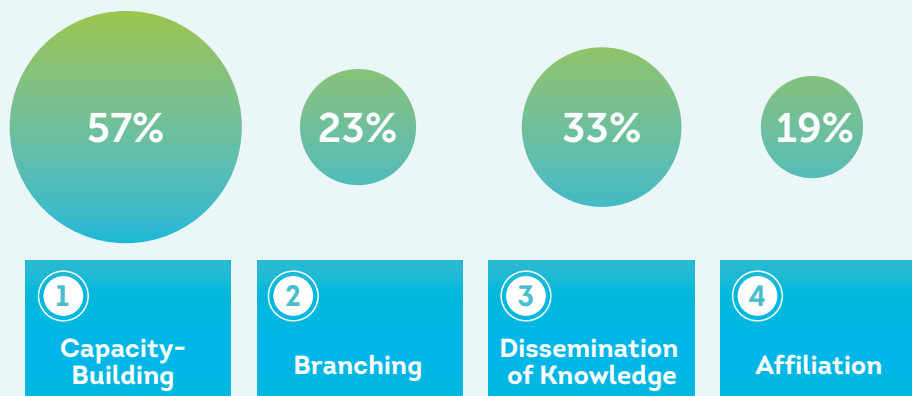 57%
23%
33%
19%
1
2
3
4
Capacity-
Building
Branching
Dissemination
of Knowledge
Affiliation